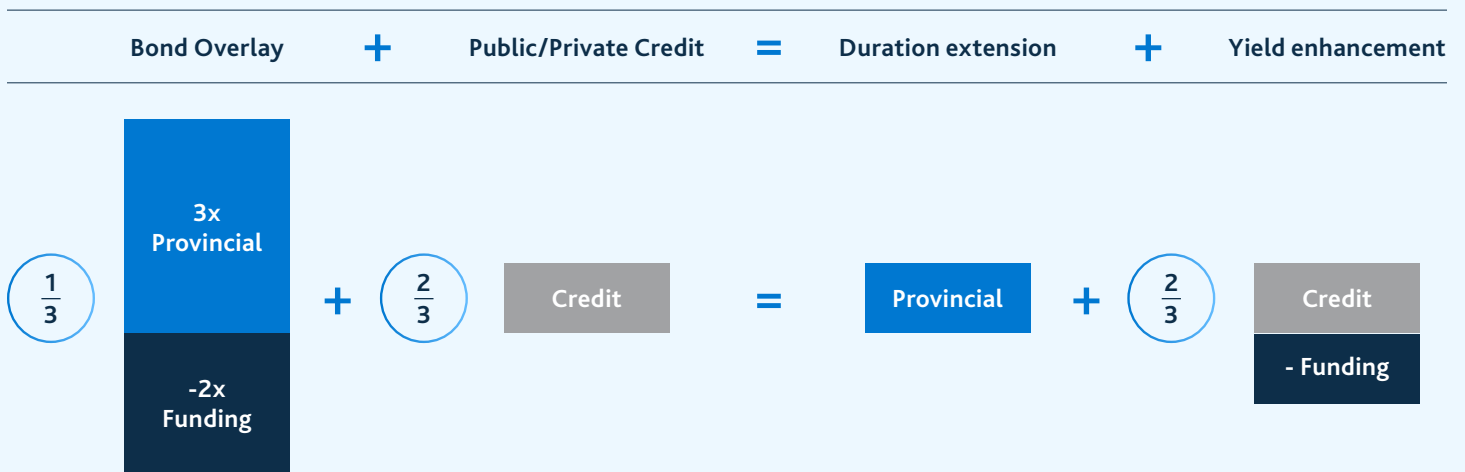 Bond Overlay + Public/Private Credit = Duration extension + Yield enhancement
3x
Provincial
1
3
-2x
Funding
+
2
3
Credit
=
Provincial
+
2
3
Credit
- Funding